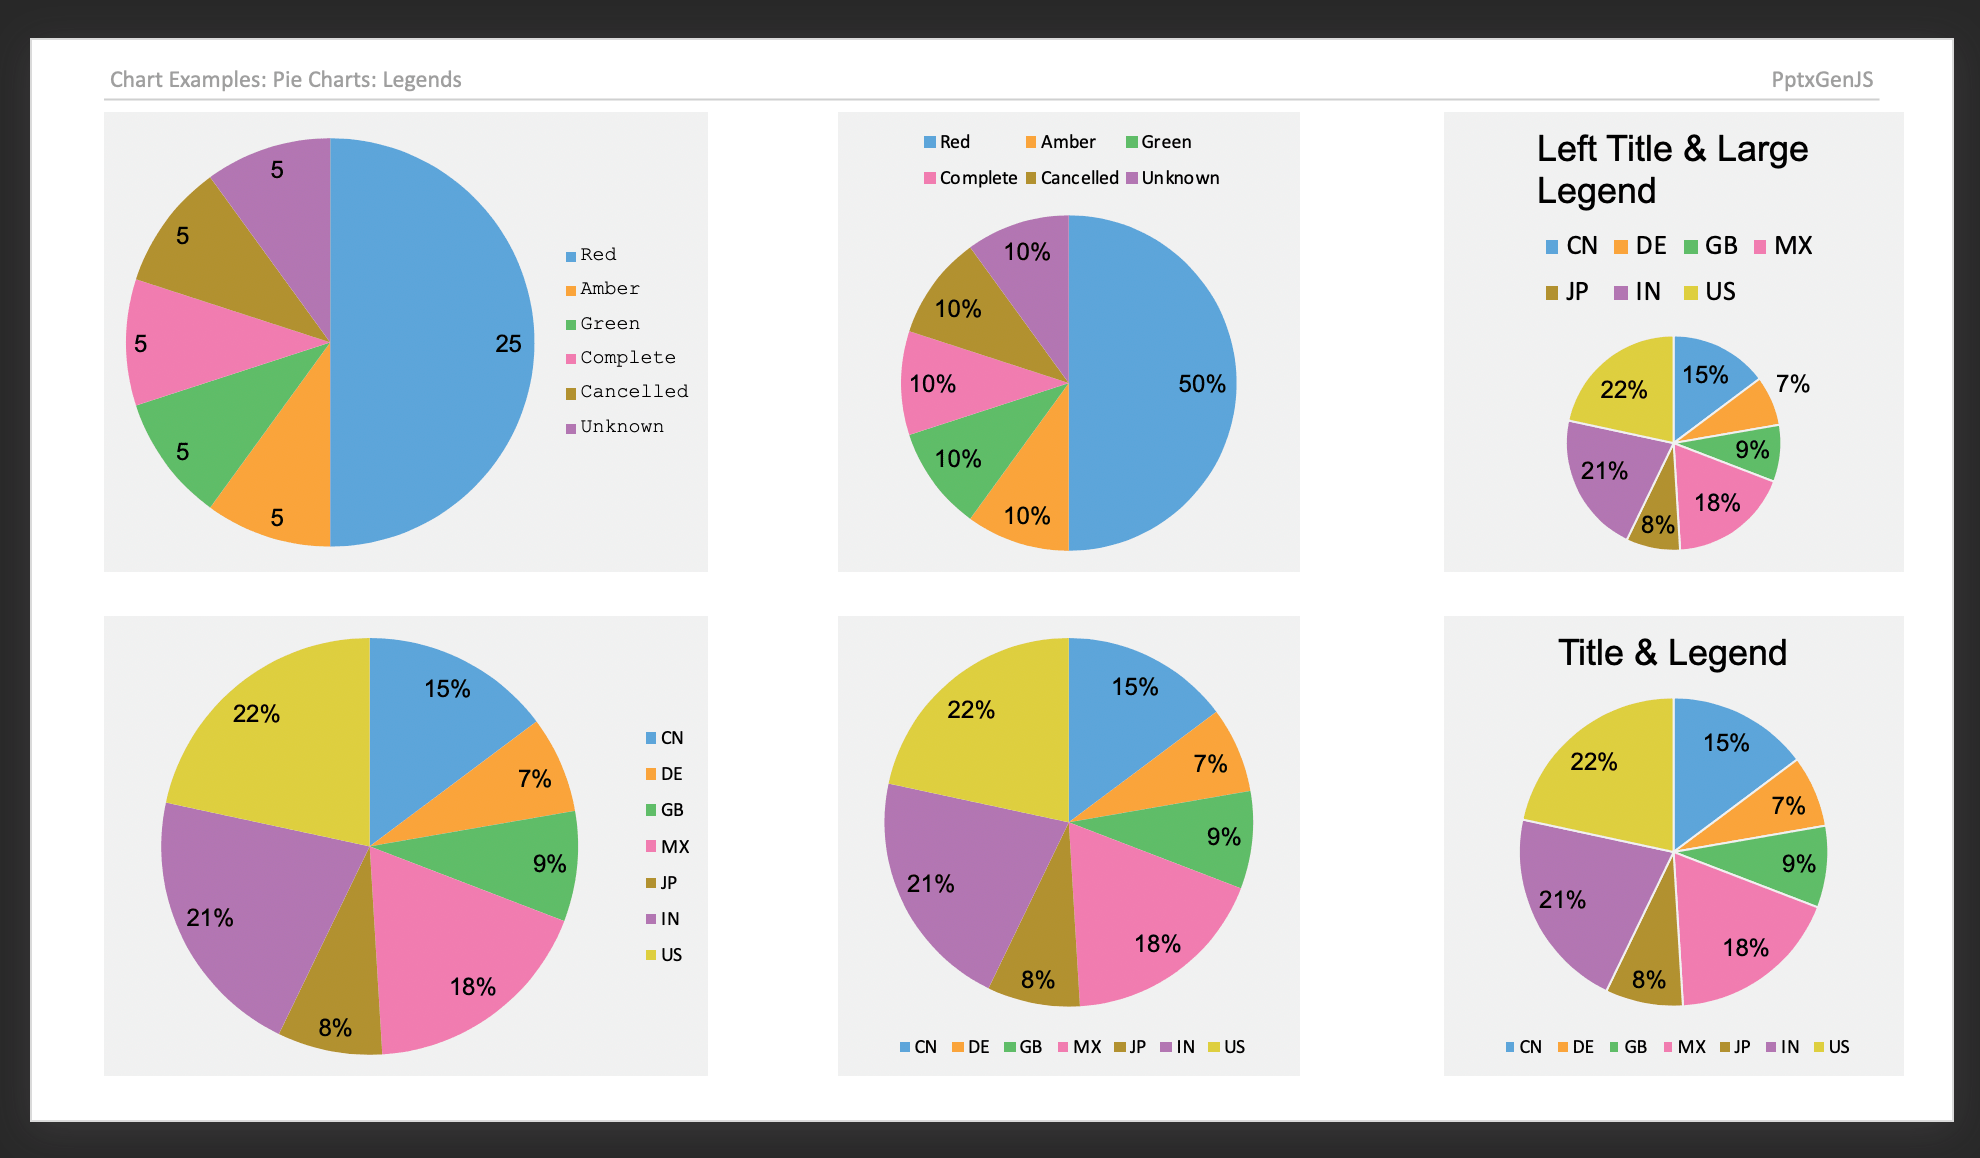 Chart Examples: Pie Charts: Legends
PptxGenJS
5
5
5
25
5
5
Red
Amber
Green
Complete
Cancelled
Unknown
Red Amber Green
Complete Cancelled Unknown
10%
10%
10%
50%
10%
10%
Left Title & Large
Legend
CN DE GB MX
JP IN US
15%
7%
22%
9%
21%
18%
8%
15%
22%
7%
9%
21%
18%
8%
CN
DE
GB
MX
JP
IN
US
15%
22%
7%
9%
21%
18%
8%
CN DE GB MX JP IN US
Title & Legend
15%
22%
7%
9%
21%
18%
8%
CN DE GB MX JP IN US